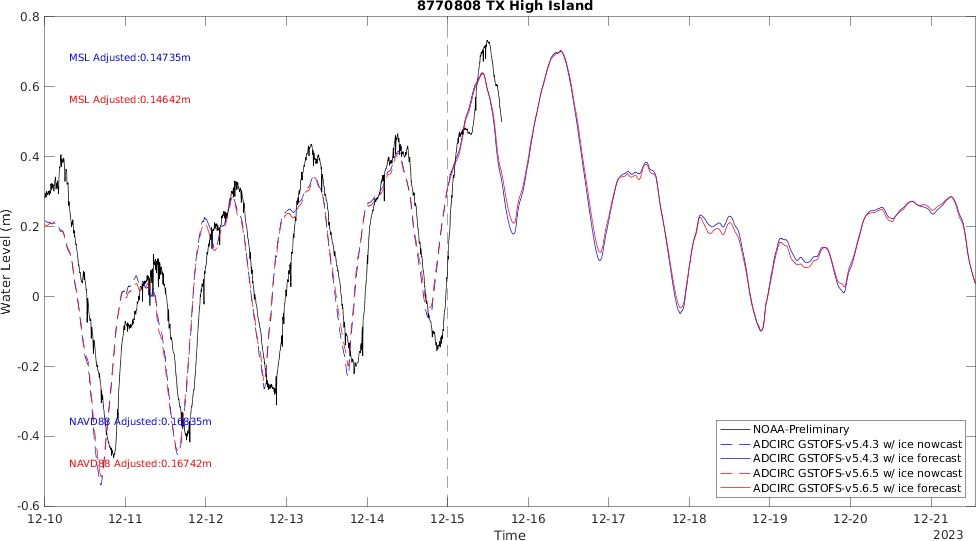 8770808 TX High Island
Water Level (m)
0.8
0.6
0.4
0.2
0
-0.2
-0.4
-0.6
MSL Adjusted:0.14735m
MSL Adjusted:0.14642m
NAVD88 Adjusted:0.16835m
NAVD88 Adjusted:0.16742m
NOAA-Preliminary
ADCIRC GSTOFS-v5.4.3 w/ ice nowcast
ADCIRC GSTOFS-v5.4.3 w/ ice forecast
ADCIRC GSTOFS-v5.6.5 w/ ice nowcast
ADCIRC GSTOFS-v5.6.5 w/ ice forecast
12-10 12-11 12-12 12-13 12-14 12-15 12-16 12-17 12-18 12-19 12-20 12-21
Time
2023